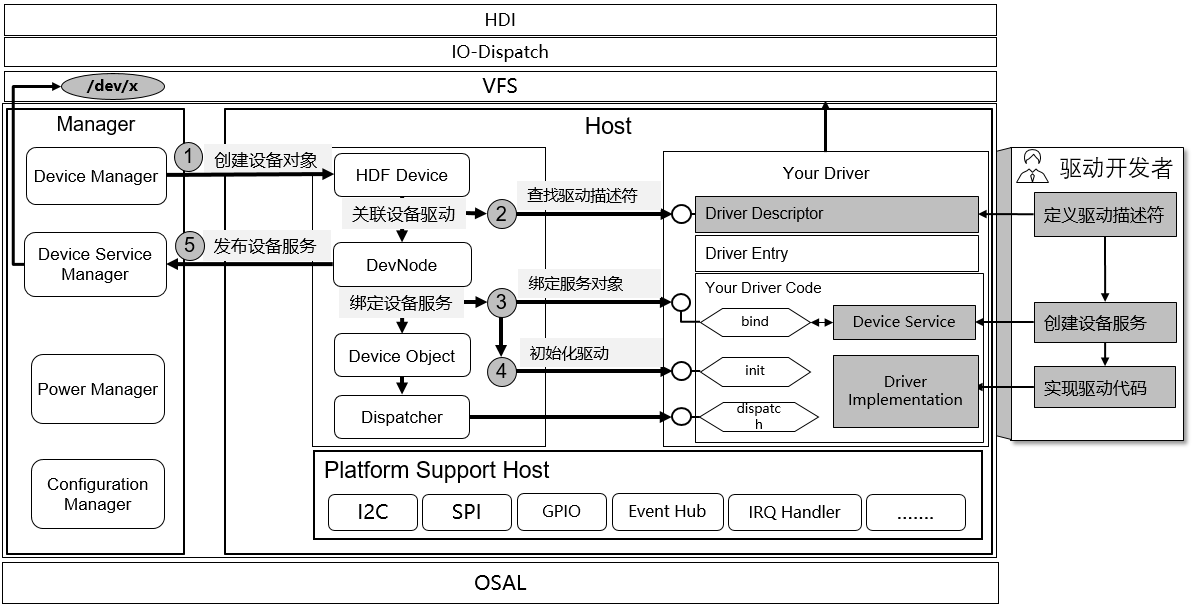 HDI
IO-Dispatch
VFS
/dev/x
Manager
Device Manager
Device Service
Manager
Power Manager
Configuration
Manager
Host
1
创建设备对象
HDF Device
关联设备驱动
2
查找驱动描述符
5
发布设备服务
DevNode
绑定设备服务
3
绑定服务对象
Device Object
4
初始化驱动
Dispatcher
Your Driver
Driver Descriptor
Driver Entry
Your Driver Code
bind
Device Service
init
Driver
Implementation
dispatc
h
Platform Support Host
I2C
SPI
GPIO
Event Hub
IRQ Handler
.......
驱动开发者
定义驱动描述符
创建设备服务
实现驱动代码
OSAL